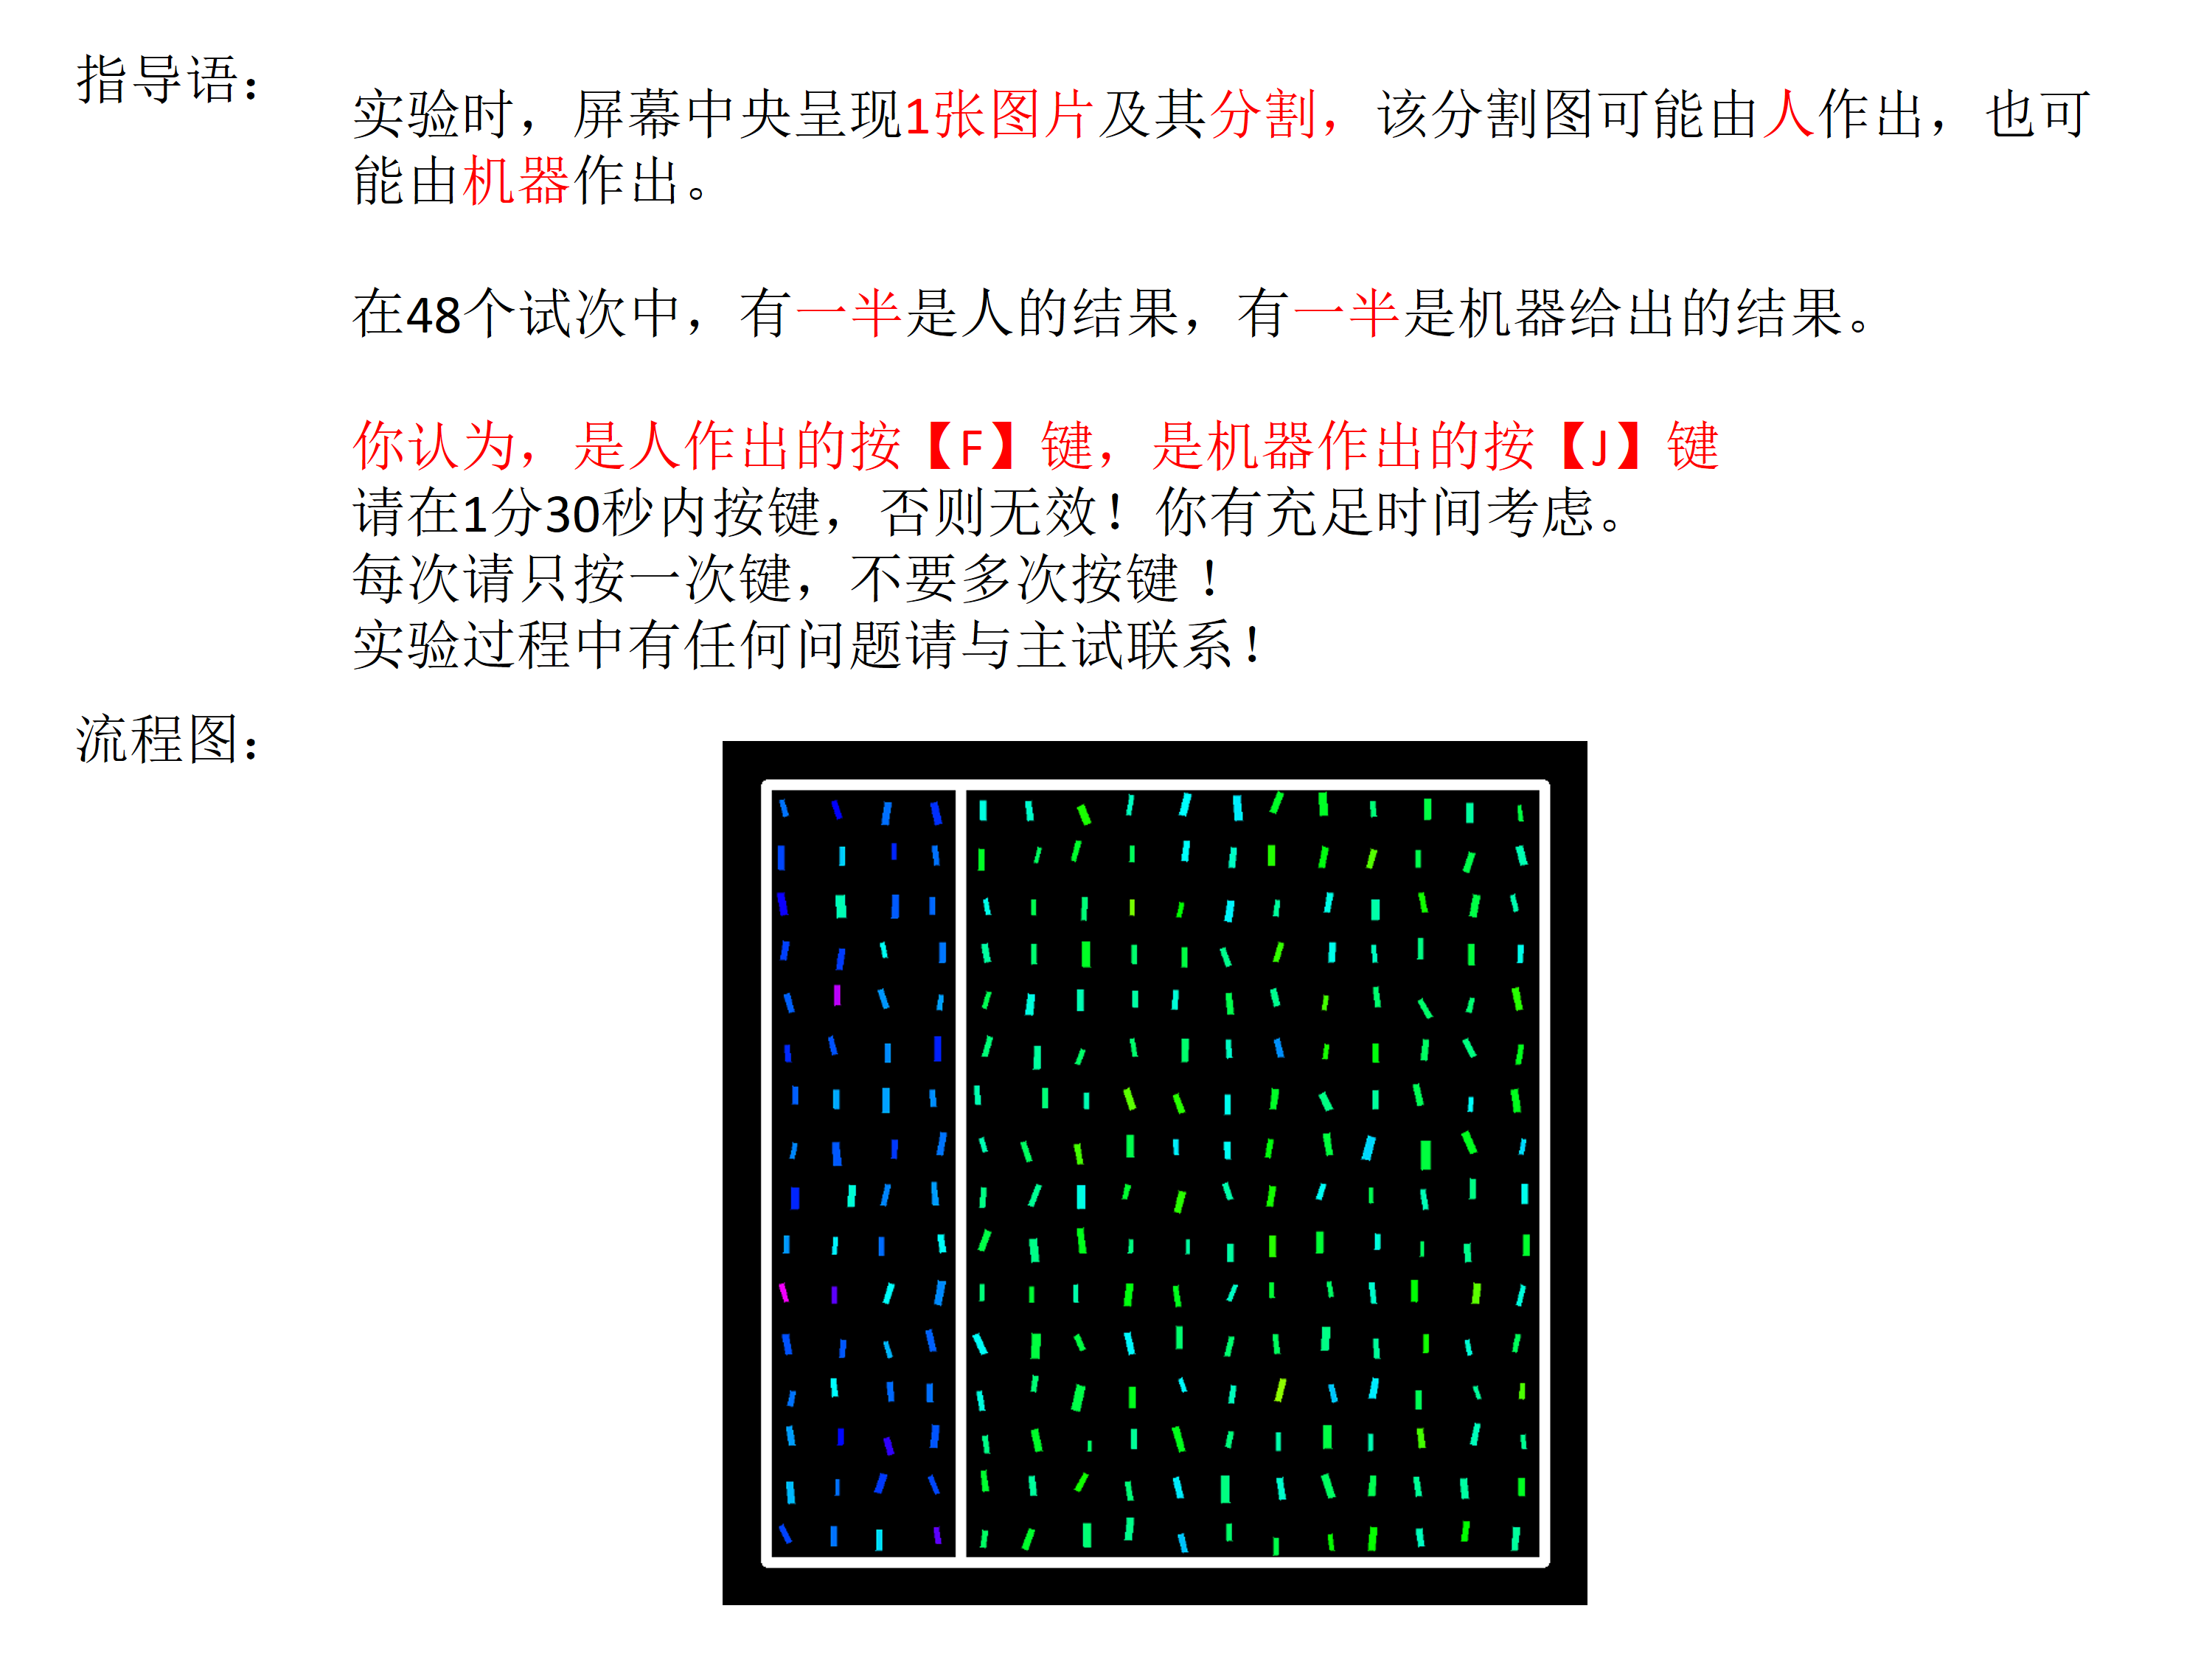 指导语：
实验时，屏幕中央呈现1张图片及其分割，该分割图可能由人作出，也可
能由机器作出。
在48个试次中，有一半是人的结果，有一半是机器给出的结果。
你认为，是人作出的按【F】键，是机器作出的按【J】键
请在1分30秒内按键，否则无效！你有充足时间考虑。
每次请只按一次键，不要多次按键！
实验过程中有任何问题请与主试联系！
流程图：